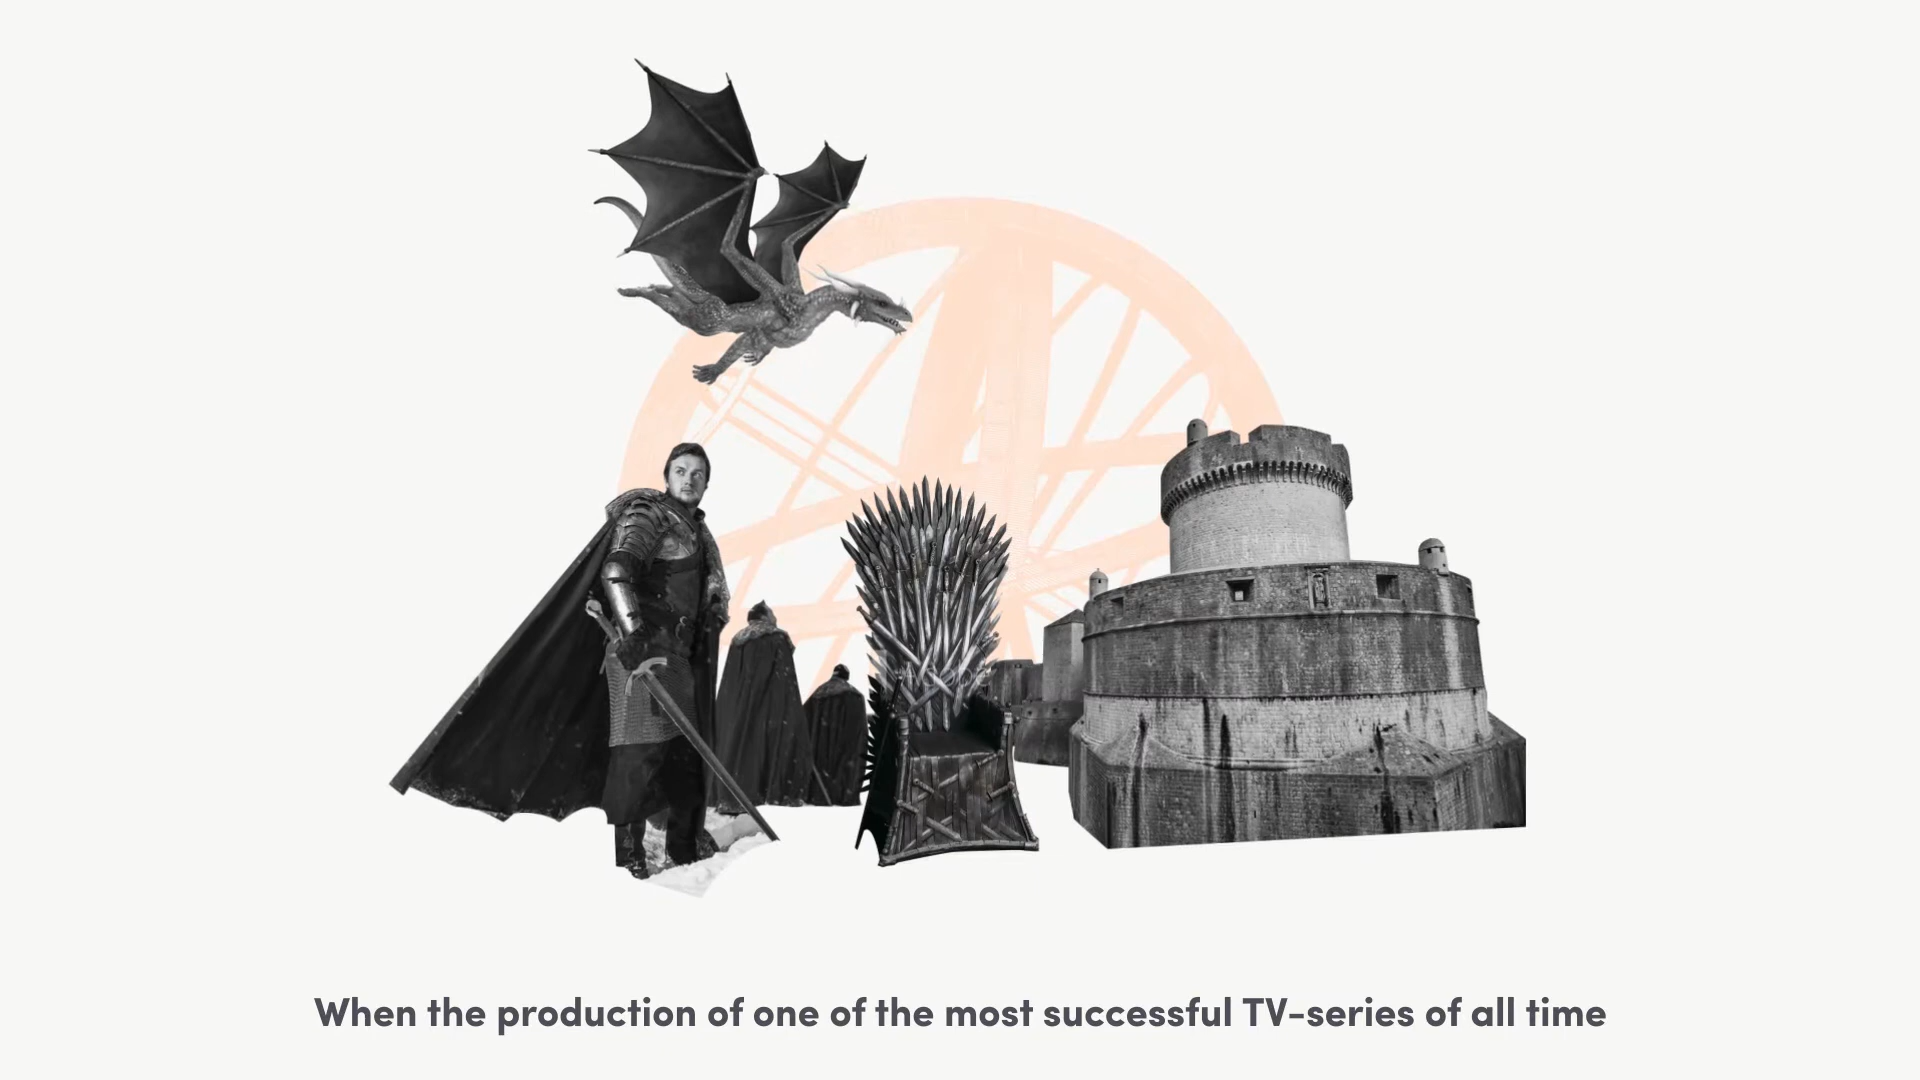 When the production of one of the most successful TV-series of all time